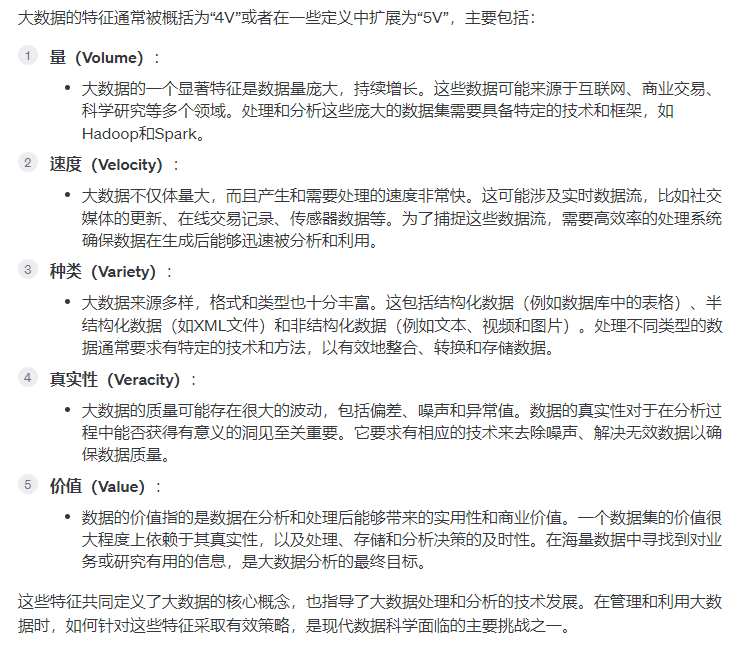 大数据的特征通常被概括为“4V”或者在一些定义中扩展为“5V”，主要包括：
1 量（Volume）：
• 大数据的一个显著特征是数据量庞大，持续增长。这些数据可能来源于互联网、商业交易、
科学研究等多个领域。处理和分析这些庞大的数据集需要具备特定的技术和框架，如
Hadoop和Spark。
2 速度（Velocity）：
• 大数据不仅体量大，而且产生和需要处理的速度非常快。这可能涉及实时数据流，比如社交
媒体的更新、在线交易记录、传感器数据等。为了捕捉这些数据流，需要高效率的处理系统
确保数据在生成后能够迅速被分析和利用。
3 种类（Variety）：
• 大数据来源多样，格式和类型也十分丰富。这包括结构化数据（例如数据库中的表格）、半
结构化数据（如XML文件）和非结构化数据（例如文本、视频和图片）。处理不同类型的数
据通常要求有特定的技术和方法，以有效地整合、转换和存储数据。
4 真实性（Veracity）：
• 大数据的质量可能存在很大的波动，包括偏差、噪声和异常值。数据的真实性对于在分析过
程中能否获得有意义的洞见至关重要。它要求有相应的技术来去除噪声、解决无效数据以确
保数据质量。
5 价值（Value）：
• 数据的价值指的是数据在分析和处理后能够带来的实用性和商业价值。一个数据集的价值很
大程度上依赖于其真实性，以及处理、存储和分析决策的及时性。在海量数据中寻找到对业
务或研究有用的信息，是大数据分析的最终目标。
这些特征共同定义了大数据的核心概念，也指导了大数据处理和分析的技术发展。在管理和利用大数
据时，如何针对这些特征采取有效策略，是现代数据科学面临的主要挑战之一。